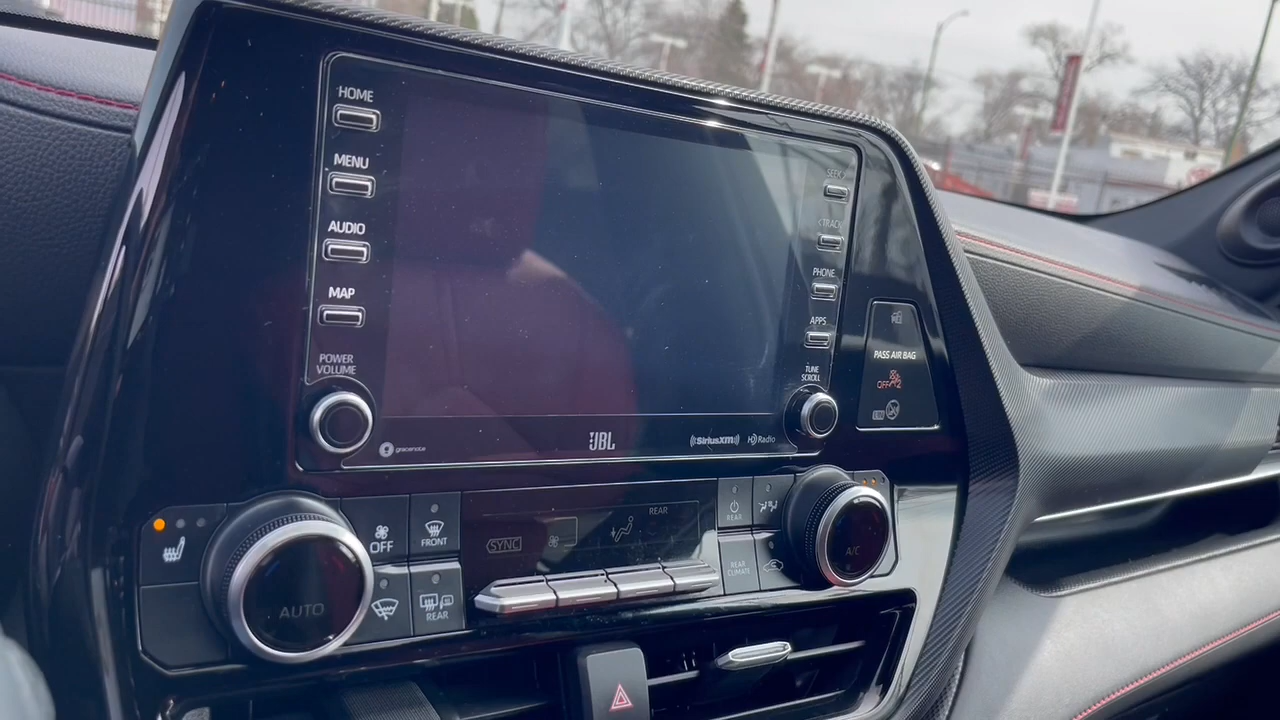 HOME
MENU
AUDIO
MAP
POWER
VOLUME
SEEK>
<TRACK
PHONE
APPS
TUNE
SCROLL
PASS AIR BAG
OFF
gracenote
JBL
((SiriusXM))
HD Radio
OFF
FRONT
REAR
SYNC
REAR
REAR
REAR
CLIMATE
AUTO
A/C